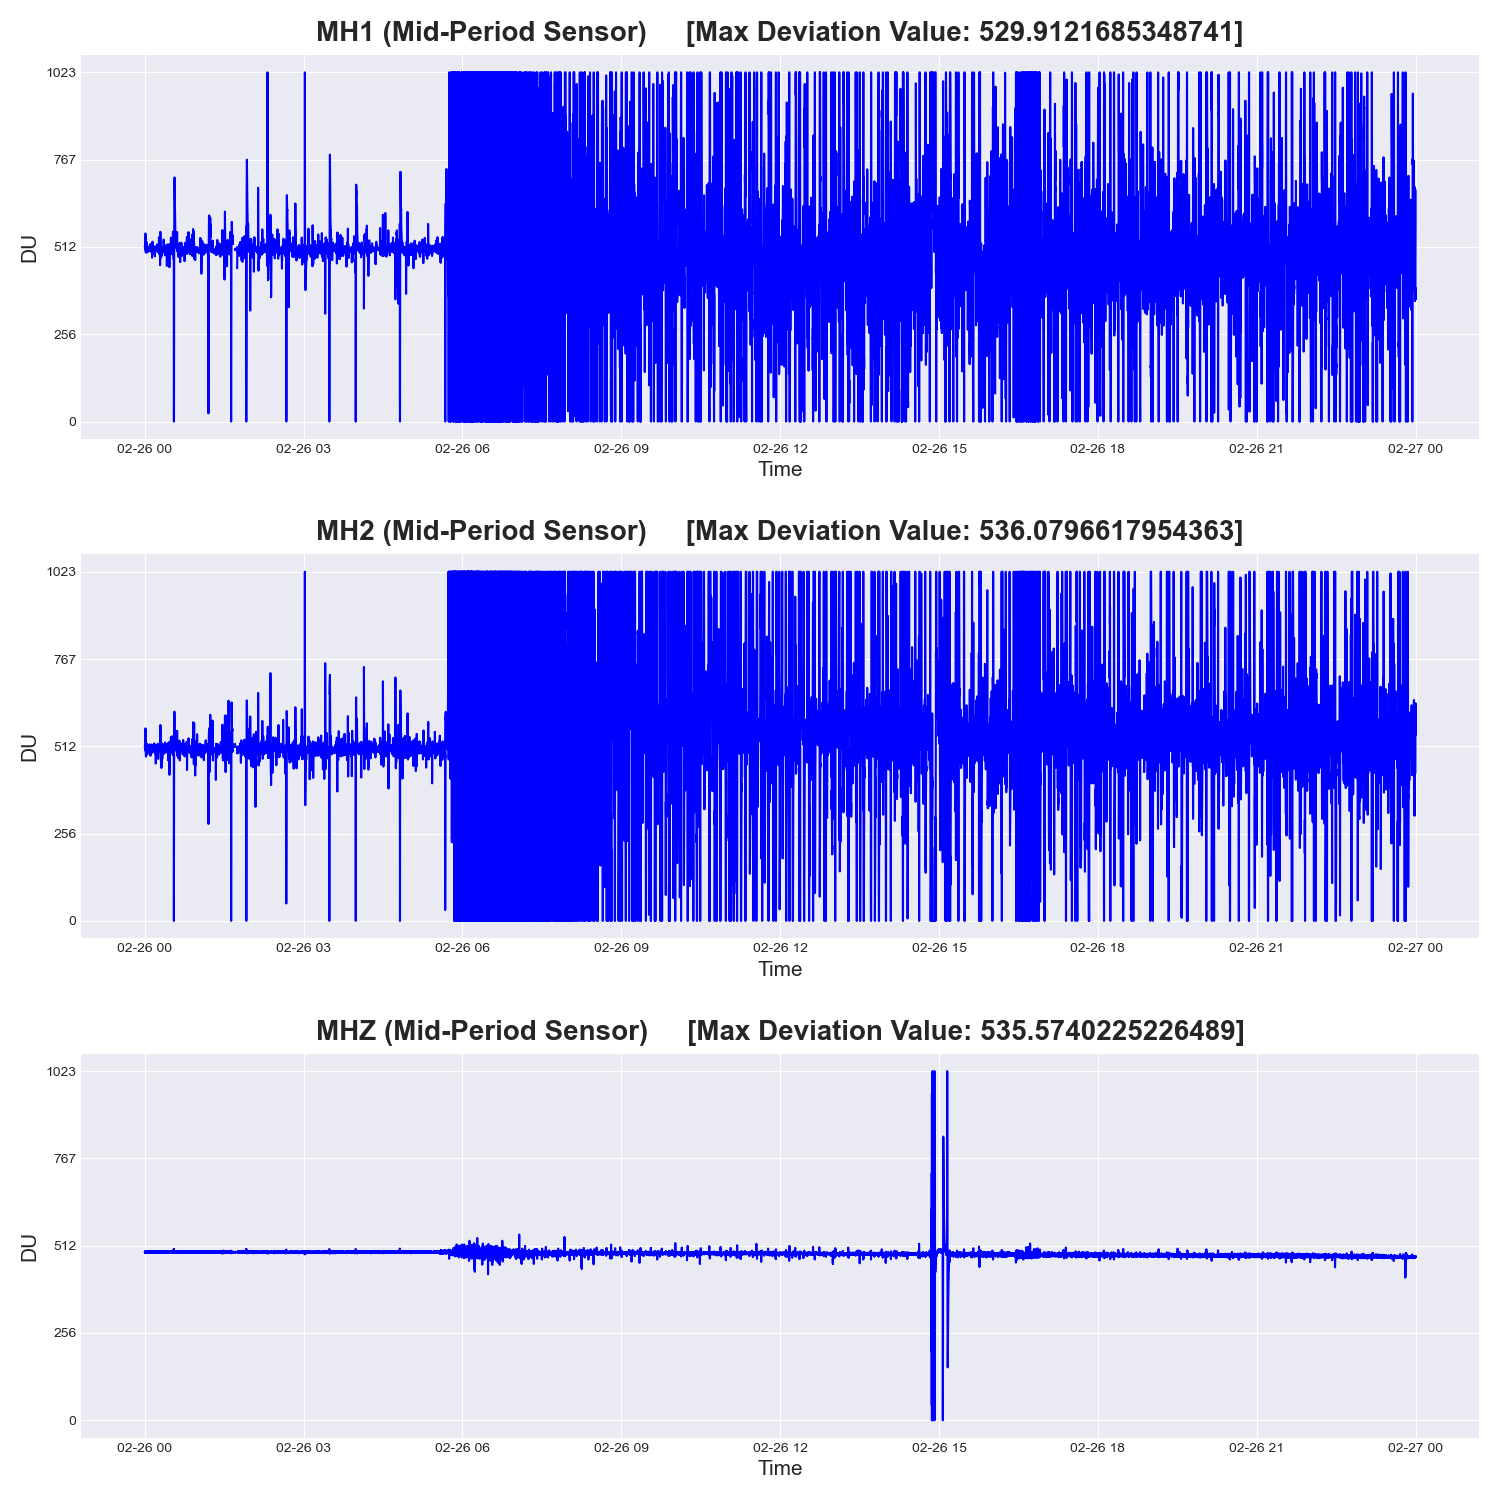 MH1 (Mid-Period Sensor) [Max Deviation Value: 529.9121685348741]
1023
767
512
256
0
DU
02-26 00 02-26 03 02-26 06 02-26 09 02-26 12 02-26 15 02-26 18 02-26 21 02-27 00
Time
MH2 (Mid-Period Sensor) [Max Deviation Value: 536.0796617954363]
1023
767
512
256
0
DU
02-26 00 02-26 03 02-26 06 02-26 09 02-26 12 02-26 15 02-26 18 02-26 21 02-27 00
Time
MHZ (Mid-Period Sensor) [Max Deviation Value: 535.5740225226489]
1023
767
512
256
0
DU
02-26 00 02-26 03 02-26 06 02-26 09 02-26 12 02-26 15 02-26 18 02-26 21 02-27 00
Time